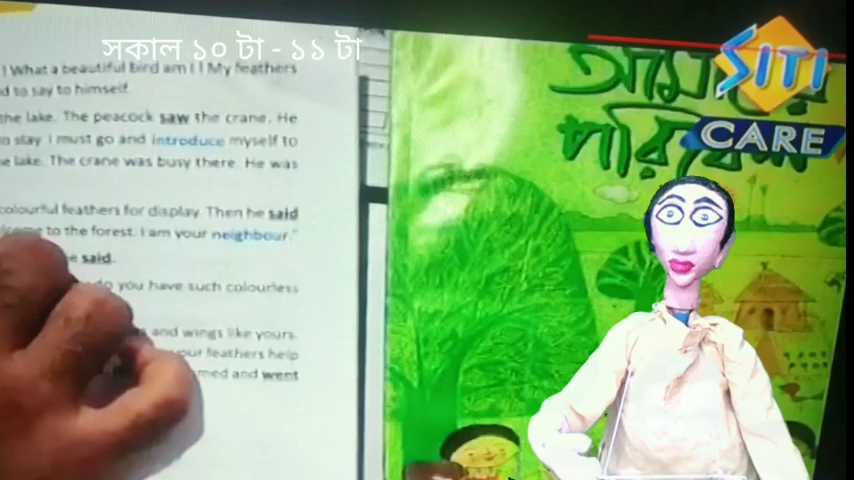 সকাল ১০ টা - ১১ টা
! What a beautiful bird am I ! My feathers
d to say to himself.
the lake. The peacock saw the crane. He
to stay. I must go and introduce myself to
e lake. The crane was busy there. He was
colourful feathers for display. Then he said
to the forest. I am your neighbour."
e said.
do you have such colourless
and wings like yours.
your feathers help
med and went
আমাদের
পরিবেশ
SITI
CARE